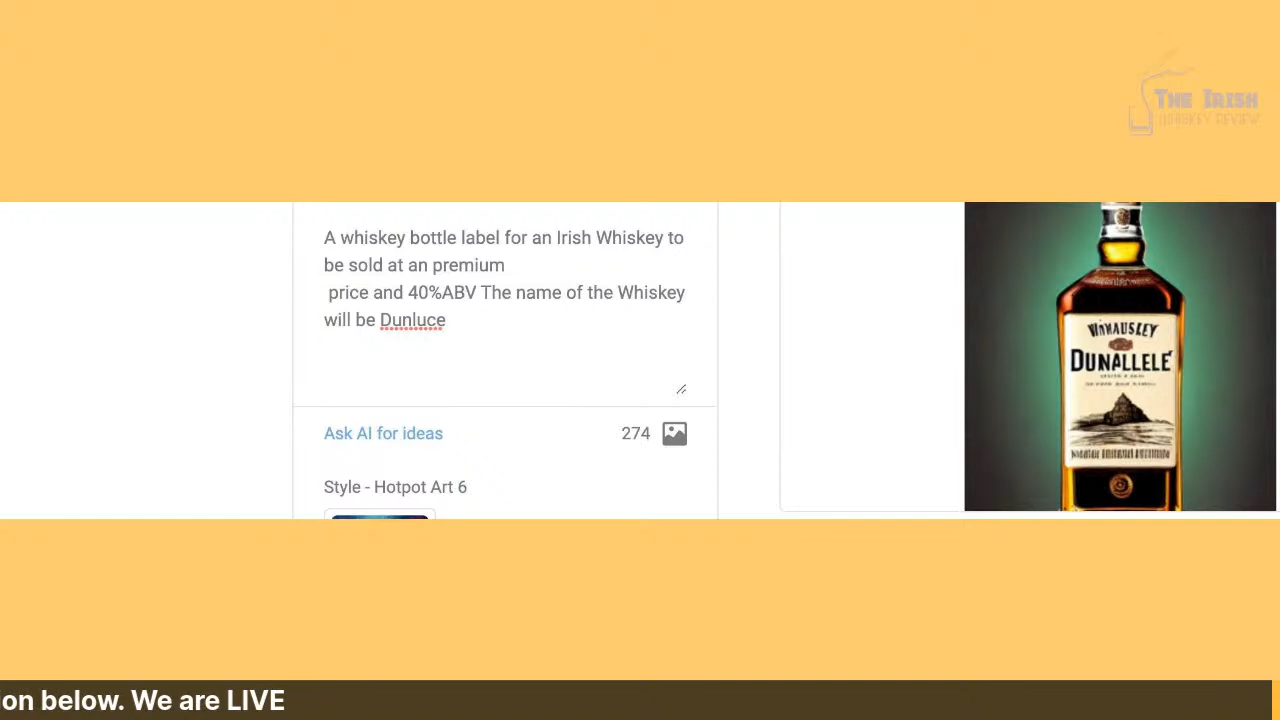 THE IRISH
WHISKEY REVIEW
A whiskey bottle label for an Irish Whiskey to
be sold at an premium
price and 40%ABV The name of the Whiskey
will be Dunluce
Ask AI for ideas
274
Style - Hotpot Art 6
WHHAUSLEY
DUNALLELE'
ion below. We are LIVE